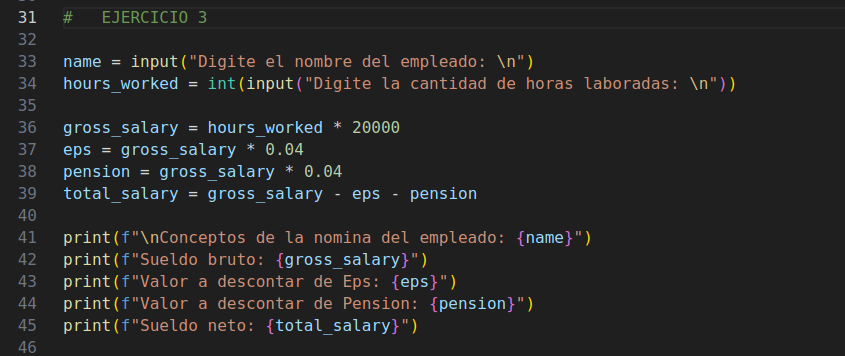 31 #   EJERCICIO 3
32
33 name = input("Digite el nombre del empleado: \n")
34 hours_worked = int(input("Digite la cantidad de horas laboradas: \n"))
35
36 gross_salary = hours_worked * 20000
37 eps = gross_salary * 0.04
38 pension = gross_salary * 0.04
39 total_salary = gross_salary - eps - pension
40
41 print(f"\nConceptos de la nomina del empleado: {name}")
42 print(f"Sueldo bruto: {gross_salary}")
43 print(f"Valor a descontar de Eps: {eps}")
44 print(f"Valor a descontar de Pension: {pension}")
45 print(f"Sueldo neto: {total_salary}")
46